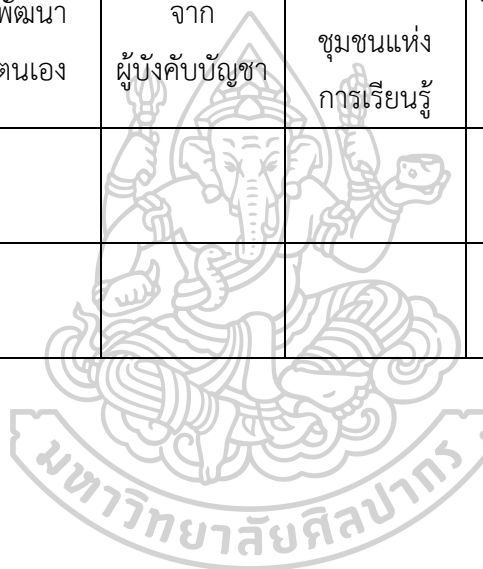 พัฒนา
ตนเอง
จาก
ผู้บังคับบัญชา
ชุมชนแห่ง
การเรียนรู้
มหาวิทยาลัยศิลปากร